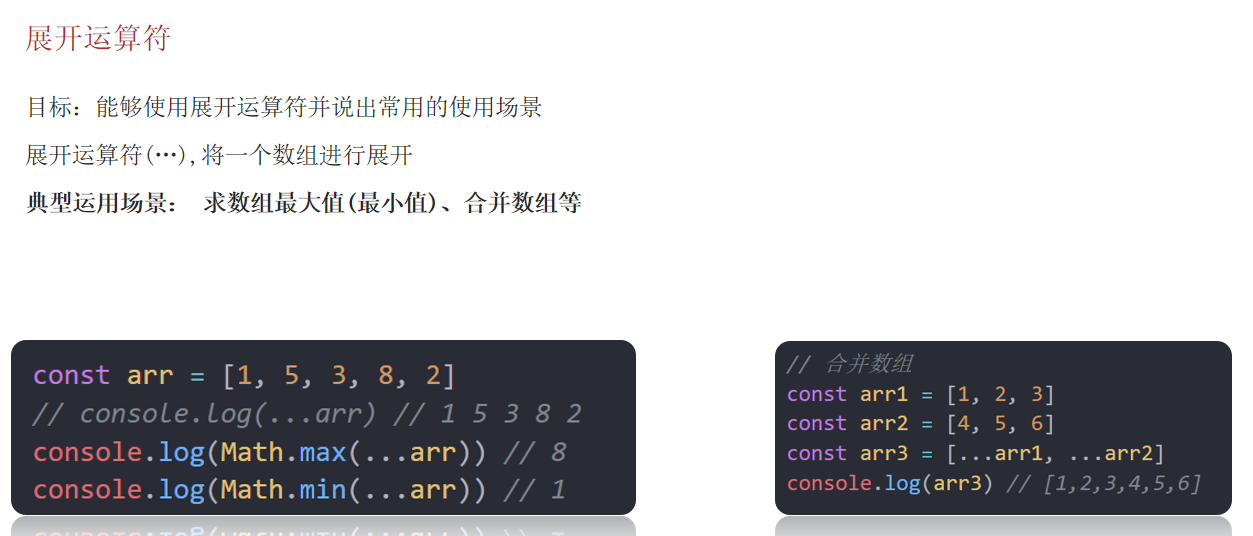 展开运算符
目标：能够使用展开运算符并说出常用的使用场景
展开运算符(…),将一个数组进行展开
典型运用场景： 求数组最大值(最小值)、合并数组等
const arr = [1, 5, 3, 8, 2]
// console.log(...arr) // 1 5 3 8 2
console.log(Math.max(...arr)) // 8
console.log(Math.min(...arr)) // 1
// 合并数组
const arr1 = [1, 2, 3]
const arr2 = [4, 5, 6]
const arr3 = [...arr1, ...arr2]
console.log(arr3) // [1,2,3,4,5,6]